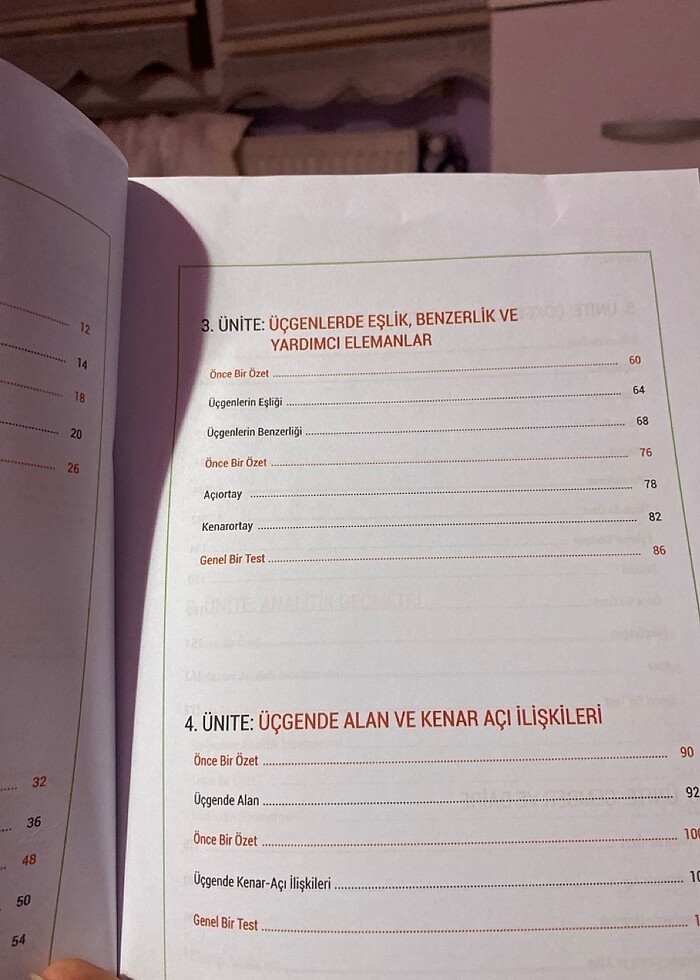 12
14
18
20
26
32
36
48
50
54
3. ÜNİTE: ÜÇGENLERDE EŞLİK, BENZERLİK VE
YARDIMCI ELEMANLAR
Önce Bir Özet 60
Üçgenlerin Eşliği 64
Üçgenlerin Benzerliği 68
Önce Bir Özet 76
Açıortay 78
Kenarortay 82
Genel Bir Test 86
4. ÜNİTE: ÜÇGENDE ALAN VE KENAR AÇI İLİŞKİLERİ
Önce Bir Özet 90
Üçgende Alan 92
Önce Bir Özet
Üçgende Kenar-Açı İlişkileri
Genel Bir Test